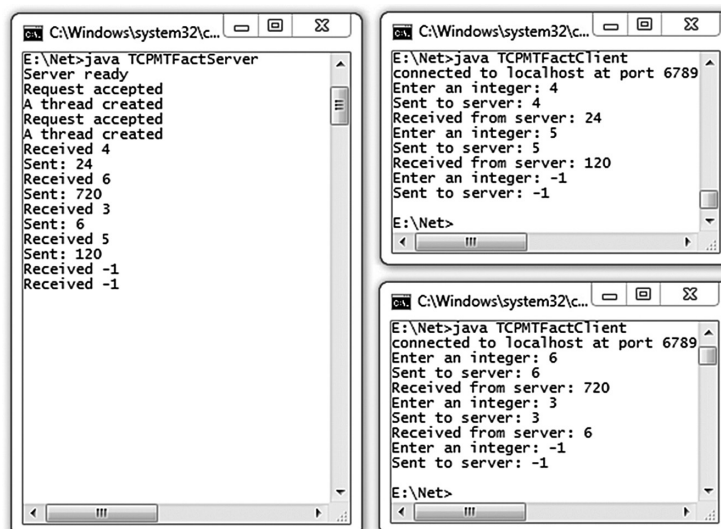 C:\Windows\system32\c...
E:\Net>java TCPMTFactServer
Server ready
Request accepted
A thread created
Request accepted
A thread created
Received 4
Sent: 24
Received 6
Sent: 720
Received 3
Sent: 6
Received 5
Sent: 120
Received -1
Received -1
C:\Windows\system32\c...
E:\Net>java TCPMTFactClient
connected to localhost at port 6789
Enter an integer: 4
Sent to server: 4
Received from server: 24
Enter an integer: 5
Sent to server: 5
Received from server: 120
Enter an integer: -1
Sent to server: -1
E:\Net>
C:\Windows\system32\c...
E:\Net>java TCPMTFactClient
connected to localhost at port 6789
Enter an integer: 6
Sent to server: 6
Received from server: 720
Enter an integer: 3
Sent to server: 3
Received from server: 6
Enter an integer: -1
Sent to server: -1
E:\Net>